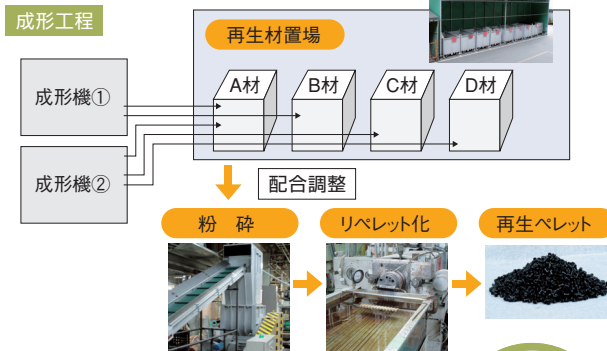 成形工程
再生材置場
成形機①
A材
B材
C材
D材
成形機②
配合調整
粉　砕
リペレット化
再生ペレット